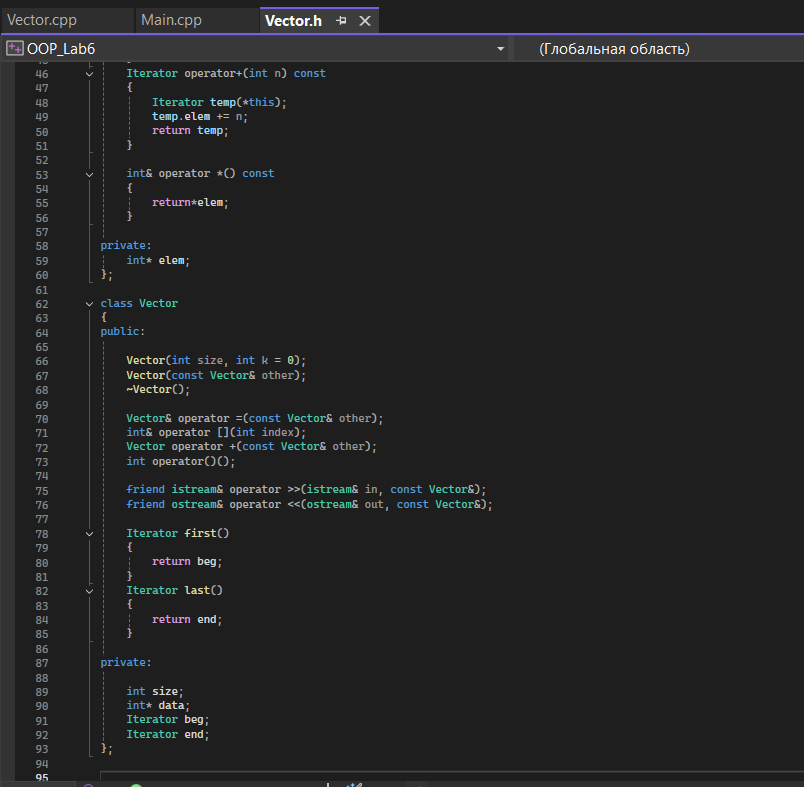 Vector.cpp Main.cpp Vector.h
OOP_Lab6 (Глобальная область)
46 Iterator operator+(int n) const
47 {
48 Iterator temp(*this);
49 temp.elem += n;
50 return temp;
51 }
52
53 int& operator *() const
54 {
55 return*elem;
56 }
57
58 private:
59 int* elem;
60 };
61
62 class Vector
63 {
64 public:
65
66 Vector(int size, int k = 0);
67 Vector(const Vector& other);
68 ~Vector();
69
70 Vector& operator =(const Vector& other);
71 int& operator [](int index);
72 Vector operator +(const Vector& other);
73 int operator()();
74
75 friend istream& operator >>(istream& in, const Vector&);
76 friend ostream& operator <<(ostream& out, const Vector&);
77
78 Iterator first()
79 {
80 return beg;
81 }
82 Iterator last()
83 {
84 return end;
85 }
86
87 private:
88
89 int size;
90 int* data;
91 Iterator beg;
92 Iterator end;
93 };
94
95